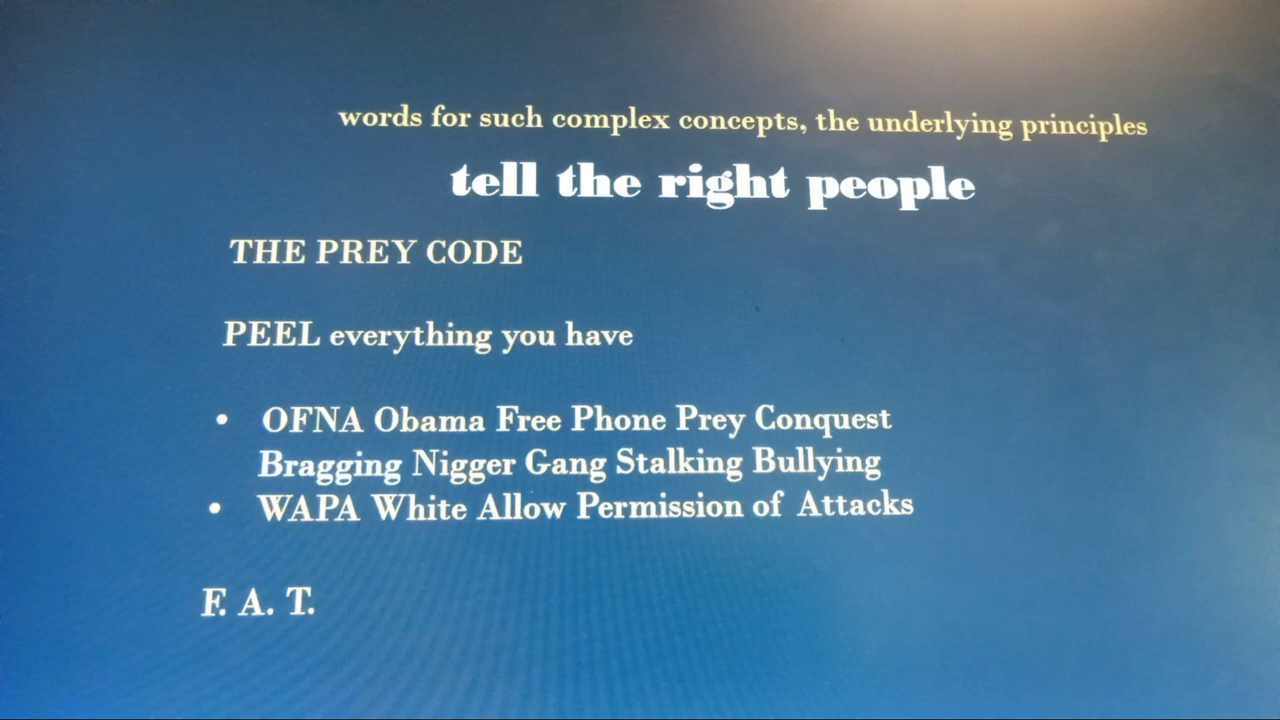 words for such complex concepts, the underlying principles
tell the right people
THE PREY CODE
PEEL everything you have
• OFNA Obama Free Phone Prey Conquest
Bragging Nigger Gang Stalking Bullying
• WAPA White Allow Permission of Attacks
F. A. T.